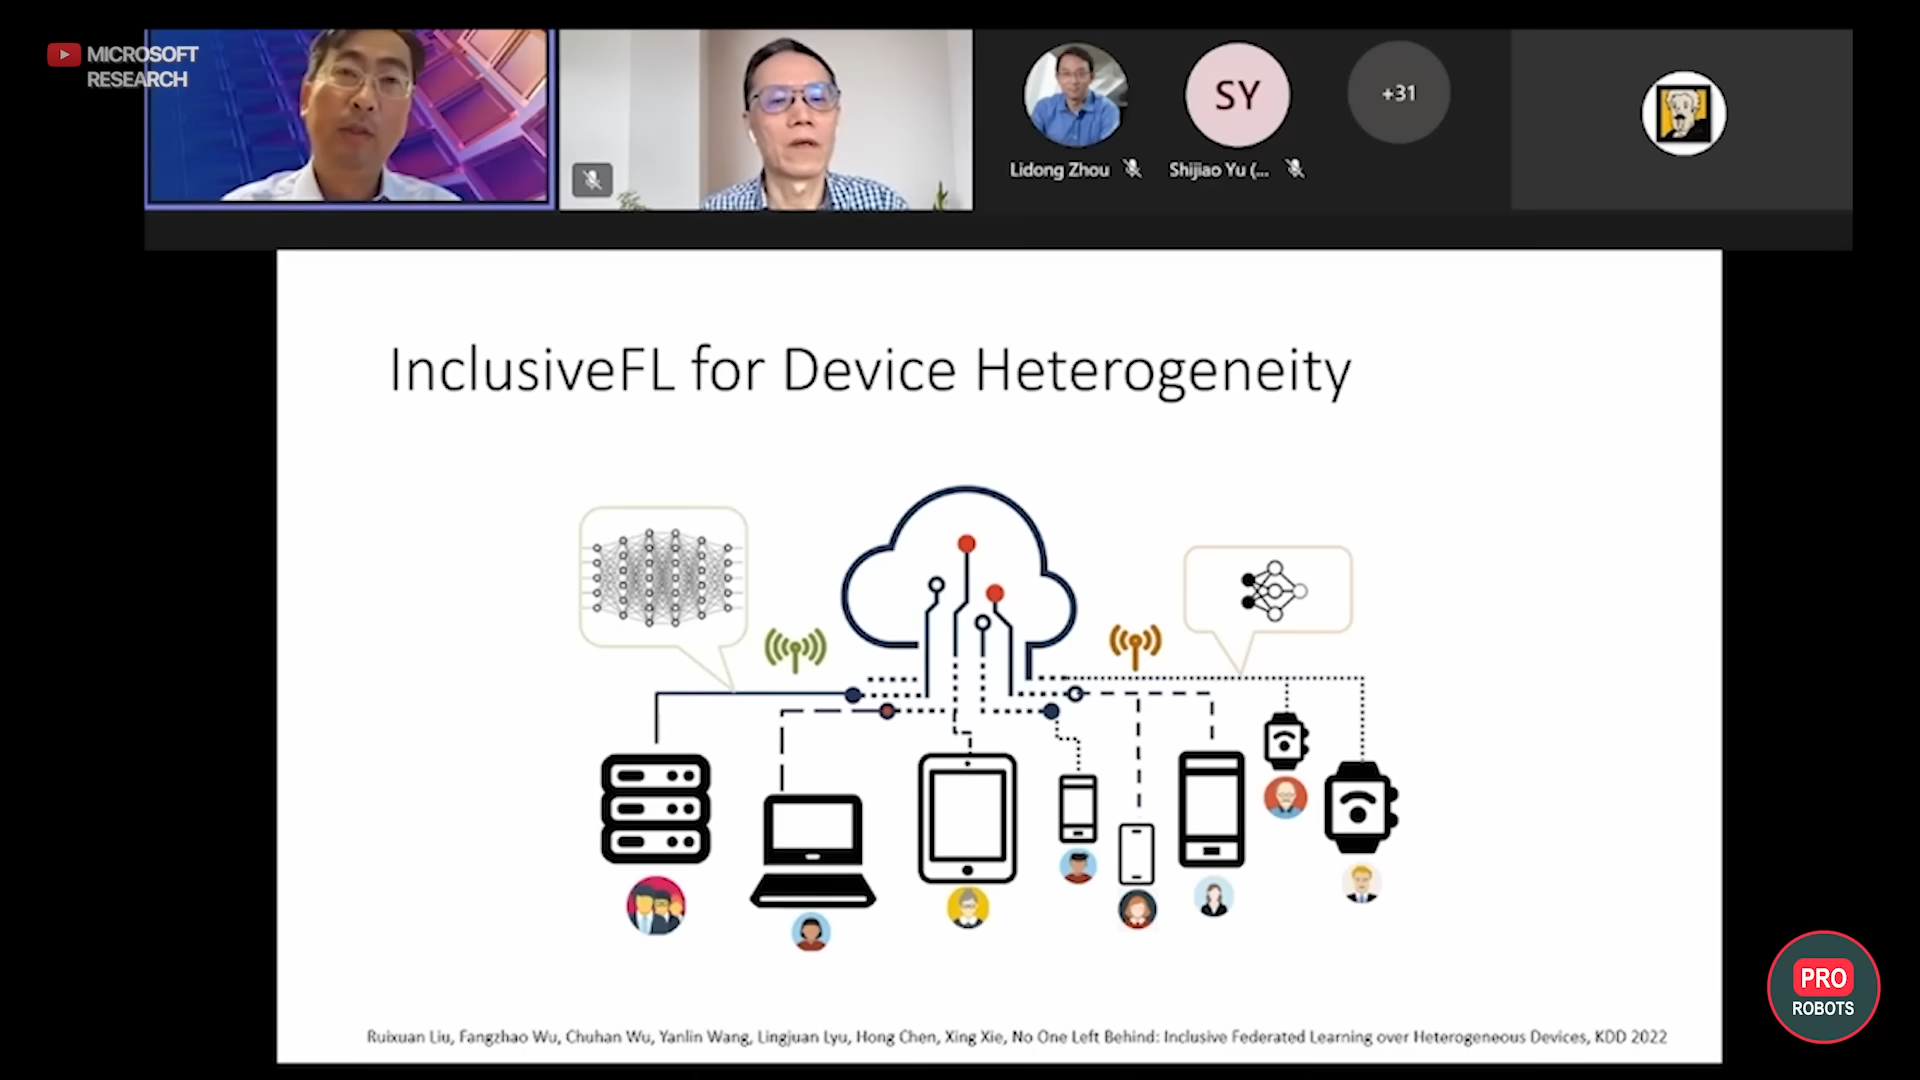 MICROSOFT
RESEARCH
SY
+31
Lidong Zhou
Shijiao Yu (...
InclusiveFL for Device Heterogeneity
Ruixuan Liu, Fangzhao Wu, Chuhan Wu, Yanlin Wang, Lingjuan Lyu, Hong Chen, Xing Xie, No One Left Behind: Inclusive Federated Learning over Heterogeneous Devices, KDD 2022
PRO
ROBOTS